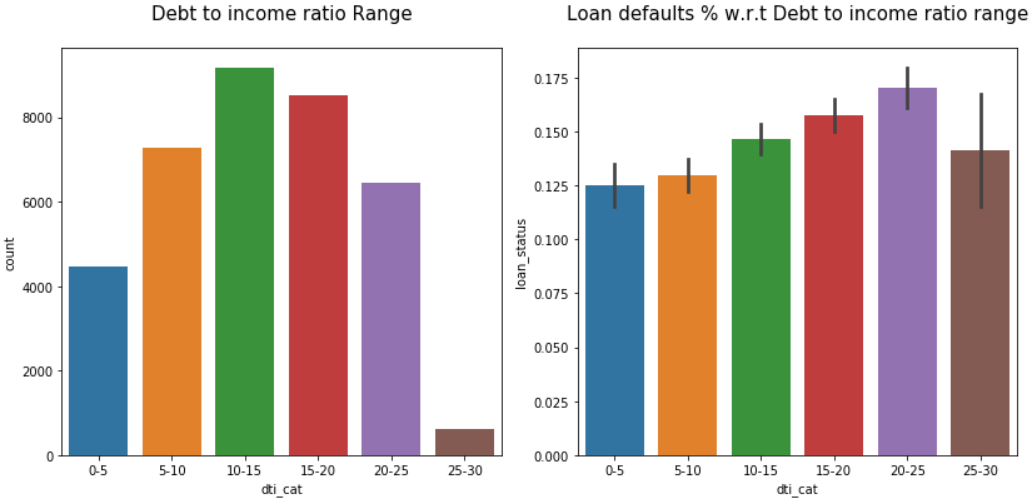 Debt to income ratio Range
8000
6000
4000
2000
0
count
0-5 5-10 10-15 15-20 20-25 25-30
dti_cat
Loan defaults % w.r.t Debt to income ratio range
0.175
0.150
0.125
0.100
0.075
0.050
0.025
0.000
loan_status
0-5 5-10 10-15 15-20 20-25 25-30
dti_cat